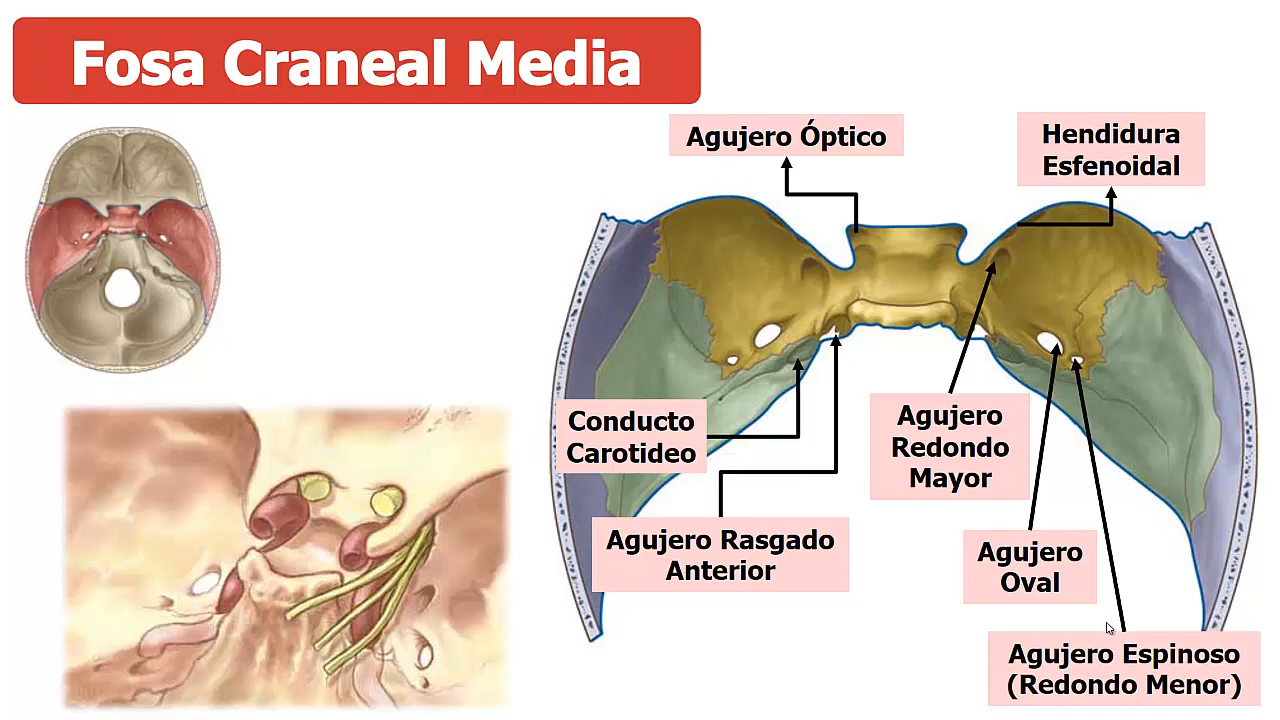 Fosa Craneal Media
Agujero Óptico
Hendidura
Esfenoidal
Conducto
Carotideo
Agujero
Redondo
Mayor
Agujero Rasgado
Anterior
Agujero
Oval
Agujero Espinoso
(Redondo Menor)